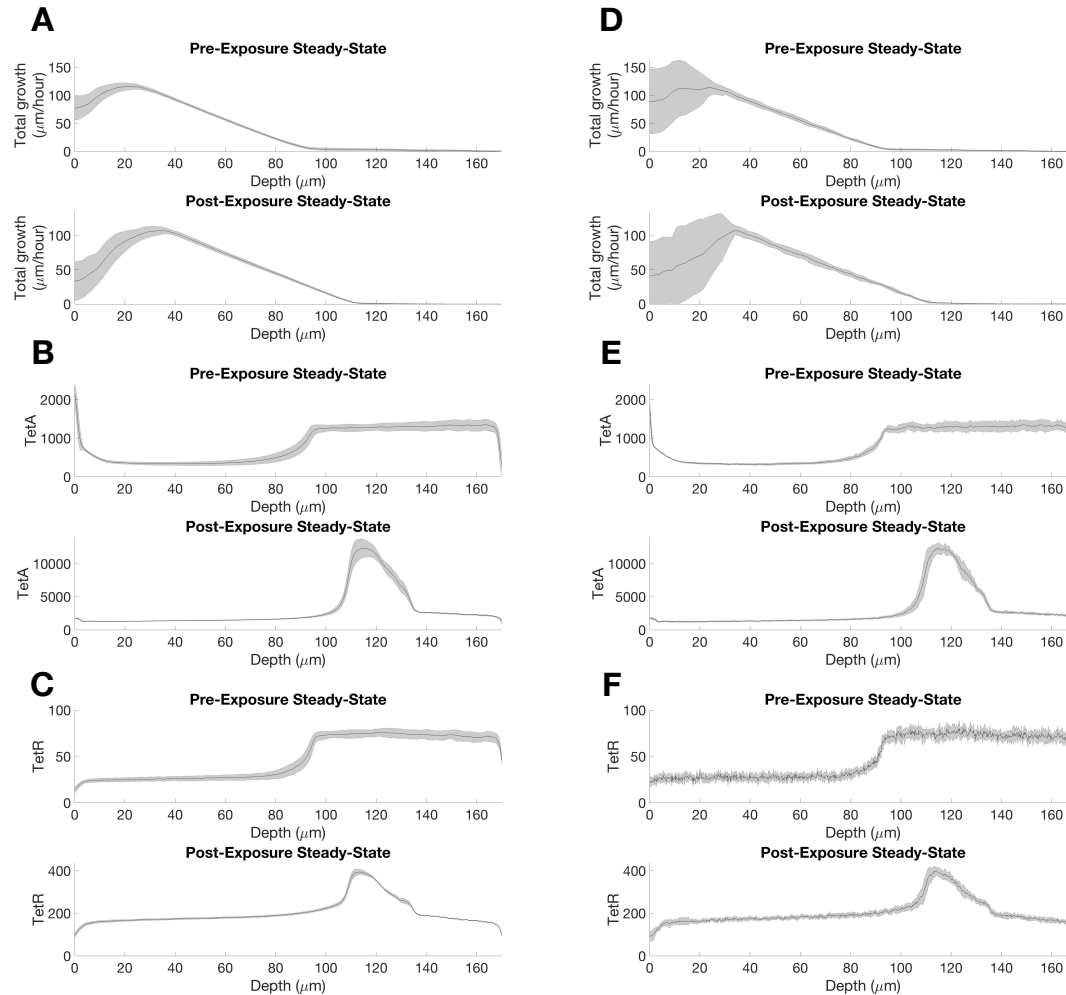 A
Pre-Exposure Steady-State
Total growth
(μm/hour)
150
100
50
0
0 20 40 60 80 100 120 140 160
Depth (μm)
Post-Exposure Steady-State
Total growth
(μm/hour)
100
50
0
0 20 40 60 80 100 120 140 160
Depth (μm)
B
Pre-Exposure Steady-State
TetA
2000
1000
0
0 20 40 60 80 100 120 140 160
Depth (μm)
Post-Exposure Steady-State
TetA
10000
5000
0
0 20 40 60 80 100 120 140 160
Depth (μm)
C
Pre-Exposure Steady-State
TetR
100
50
0
0 20 40 60 80 100 120 140 160
Depth (μm)
Post-Exposure Steady-State
TetR
400
200
0
0 20 40 60 80 100 120 140 160
Depth (μm)
D
Pre-Exposure Steady-State
Total growth
(μm/hour)
150
100
50
0
0 20 40 60 80 100 120 140 160
Depth (μm)
Post-Exposure Steady-State
Total growth
(μm/hour)
100
50
0
0 20 40 60 80 100 120 140 160
Depth (μm)
E
Pre-Exposure Steady-State
TetA
2000
1000
0
0 20 40 60 80 100 120 140 160
Depth (μm)
Post-Exposure Steady-State
TetA
10000
5000
0
0 20 40 60 80 100 120 140 160
Depth (μm)
F
Pre-Exposure Steady-State
TetR
100
50
0
0 20 40 60 80 100 120 140 160
Depth (μm)
Post-Exposure Steady-State
TetR
400
200
0
0 20 40 60 80 100 120 140 160
Depth (μm)